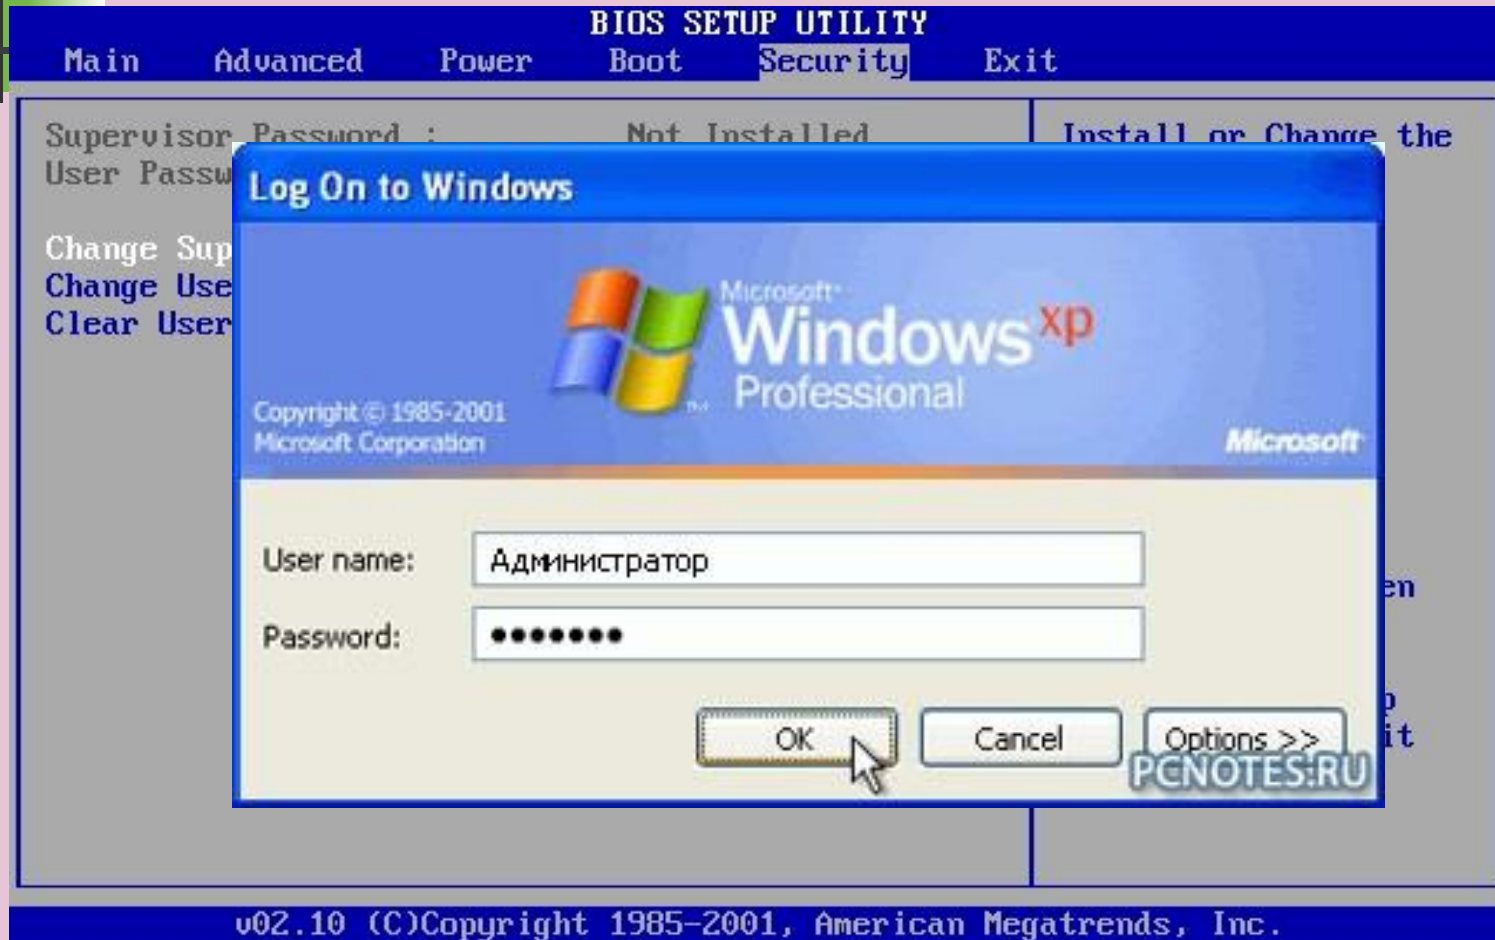 BIOS SETUP UTILITY
Main Advanced Power Boot Security Exit
Supervisor Password : Not Installed
Install or Change the
User Passw
Change Sup
Change Use
Clear User
Log On to Windows
Microsoft
Windows xp
Professional
Copyright © 1985-2001
Microsoft Corporation
Microsoft
User name: Администратор
Password: •••••••
OK Cancel Options >>
PCNOTES.RU
en
p
it
v02.10 (C)Copyright 1985-2001, American Megatrends, Inc.